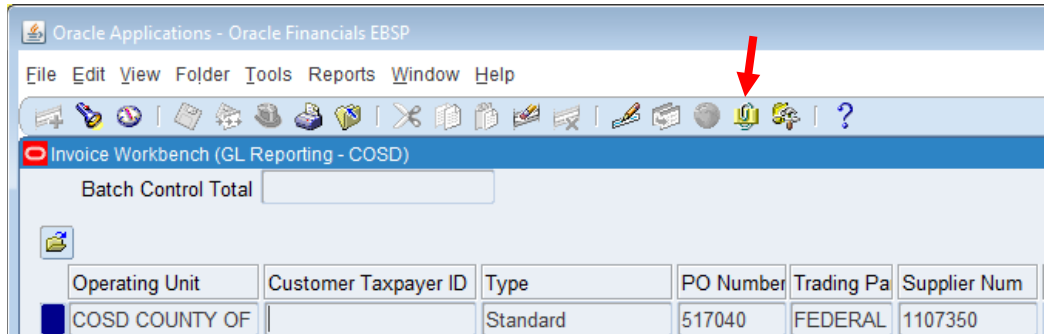 Oracle Applications - Oracle Financials EBSP
File Edit View Folder Tools Reports Window Help
?
Invoice Workbench (GL Reporting - COSD)
Batch Control Total
Operating Unit Customer Taxpayer ID Type PO Number Trading Pa Supplier Num
COSD COUNTY OF Standard 517040 FEDERAL 1107350